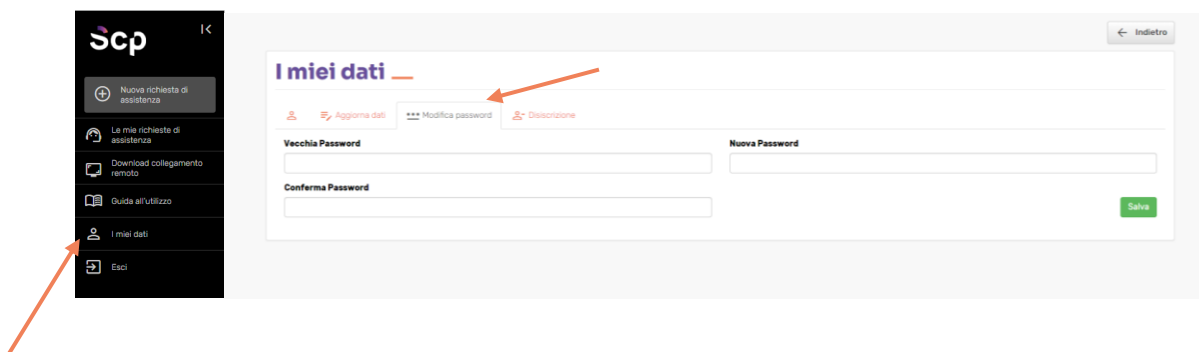 Scp
Nuova richiesta di
assistenza
Le mie richieste di
assistenza
Download collegamento
remoto
Guida all'utilizzo
I miei dati
Esci
Indietro
I miei dati
Aggiorna dati
Modifica password
Disiscrizione
Vecchia Password
Nuova Password
Conferma Password
Salva